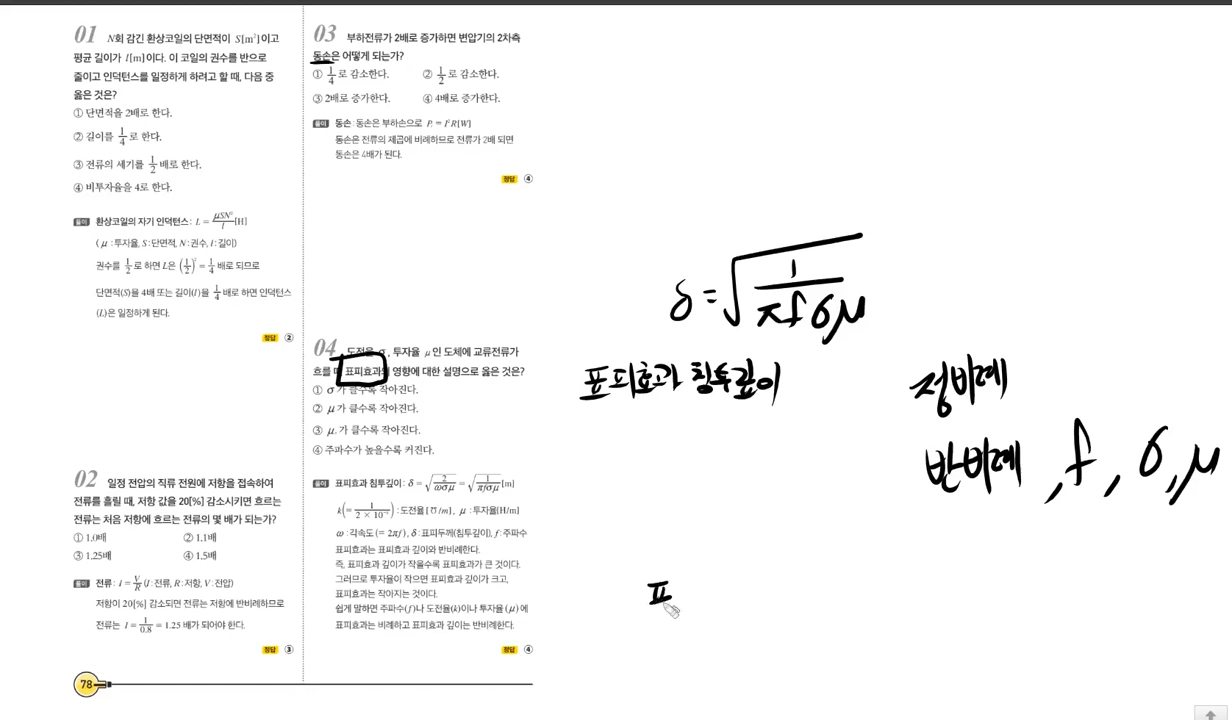 01 N회 감긴 환상코일의 단면적이 S[m²]이고
평균 길이가 l[m]이다. 이 코일의 권수를 반으로
줄이고 인덕턴스를 일정하게 하려고 할 때, 다음 중
옳은 것은?
① 단면적을 2배로 한다.
② 길이를 1/4로 한다.
③ 전류의 세기를 1/2배로 한다.
④ 비투자율을 4로 한다.
풀이 환상코일의 자기 인덕턴스 : L = μSN²/l [H]
( μ : 투자율, S : 단면적, N : 권수, l : 길이)
권수를 1/2로 하면 L은 (1/2)² = 1/4 배로 되므로
단면적(S)을 4배 또는 길이(l)을 1/4 배로 하면 인덕턴스
(L)은 일정하게 된다.
정답 ②
02 일정 전압의 직류 전원에 저항을 접속하여
전류를 흘릴 때, 저항 값을 20[%] 감소시키면 흐르는
전류는 처음 저항에 흐르는 전류의 몇 배가 되는가?
① 1.0배 ② 1.1배
③ 1.25배 ④ 1.5배
풀이 전류 : I = V/R (I : 전류, R : 저항, V : 전압)
저항이 20[%] 감소되면 전류는 저항에 반비례하므로
전류는 I = 1/0.8 = 1.25 배가 되어야 한다.
정답 ③
78
03 부하전류가 2배로 증가하면 변압기의 2차측
동손은 어떻게 되는가?
① 1/4로 감소한다. ② 1/2로 감소한다.
③ 2배로 증가한다. ④ 4배로 증가한다.
풀이 동손 : 동손은 부하손으로 Pc = I²R[W]
동손은 전류의 제곱에 비례하므로 전류가 2배 되면
동손은 4배가 된다.
정답 ④
04 도전율 σ, 투자율 μ인 도체에 교류전류가
흐를 때 표피효과의 영향에 대한 설명으로 옳은 것은?
① σ가 클수록 작아진다.
② μ가 클수록 작아진다.
③ μ 가 클수록 작아진다.
④ 주파수가 높을수록 커진다.
풀이 표피효과 침투깊이 : δ = √(2/ωσμ) = √(1/πfσμ) [m]
도전율[℧/m], μ : 투자율[H/m]
ω : 각속도(= 2πf), δ : 표피두께(침투깊이), f : 주파수
표피효과는 표피효과 깊이와 반비례한다.
즉, 표피효과 깊이가 작을수록 표피효과가 큰 것이다.
그러므로 투자율이 작으면 표피효과 깊이가 크고,
표피효과는 작아지는 것이다.
쉽게 말하면 주파수(f)나 도전율(k)이나 투자율(μ)에
표피효과는 비례하고 표피효과 깊이는 반비례한다.
정답 ④
δ = √(1/πfσμ)
표피효과 침투깊이
정비례
반비례 , f , σ , μ
표